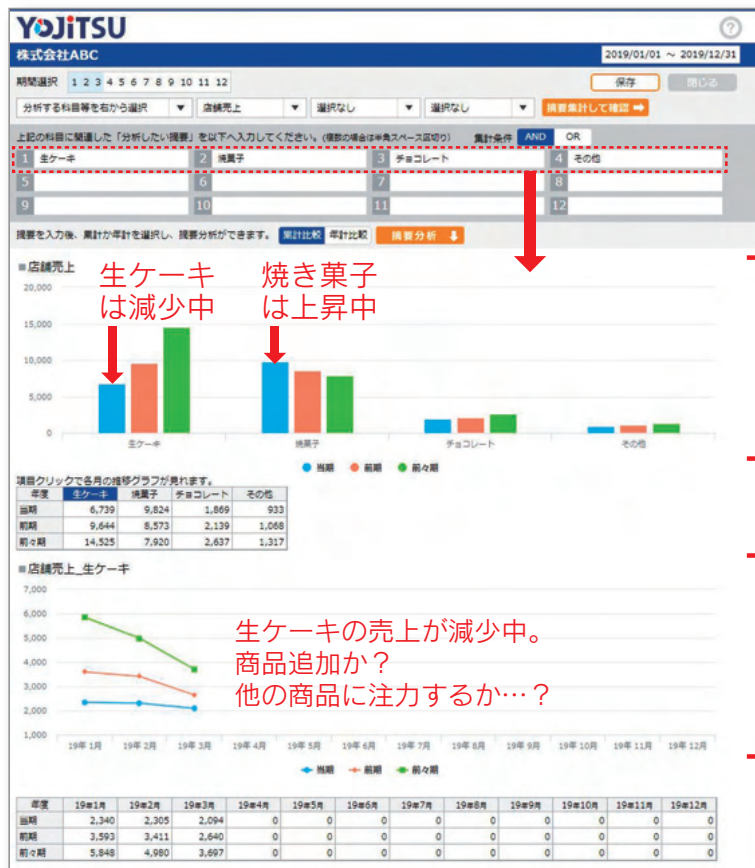 YOJiTSU
?
株式会社ABC 2019/01/01 ～ 2019/12/31
期間選択 1 2 3 4 5 6 7 8 9 10 11 12 保存 閉じる
分析する科目等を右から選択 ▼ 店舗売上 ▼ 選択なし ▼ 選択なし ▼ 摘要集計して確認 ➡
上記の科目に関連した「分析したい摘要」を以下へ入力してください。(複数の場合は半角スペース区切り) 集計条件 AND OR
1 生ケーキ 2 焼菓子 3 チョコレート 4 その他
5 6 7 8
9 10 11 12
摘要を入力後、累計か年計を選択し、摘要分析ができます。 累計比較 年計比較 摘要分析 ⬇
■店舗売上
生ケーキ
は減少中
焼き菓子
は上昇中
20,000
15,000
10,000
5,000
0
生ケーキ 焼菓子 チョコレート その他
● 当期 ● 前期 ● 前々期
項目クリックで各月の推移グラフが見れます。
年度 生ケーキ 焼菓子 チョコレート その他
当期 6,739 9,824 1,869 933
前期 9,644 8,573 2,139 1,068
前々期 14,525 7,920 2,637 1,317
■店舗売上_生ケーキ
7,000
6,000
5,000
4,000
3,000
2,000
1,000
生ケーキの売上が減少中。
商品追加か？
他の商品に注力するか…？
19年 1月 19年 2月 19年 3月 19年 4月 19年 5月 19年 6月 19年 7月 19年 8月 19年 9月 19年 10月 19年 11月 19年 12月
当期 前期 前々期
年度 19年1月 19年2月 19年3月 19年4月 19年5月 19年6月 19年7月 19年8月 19年9月 19年10月 19年11月 19年12月
当期 2,340 2,305 2,094 0 0 0 0 0 0 0 0 0
前期 3,593 3,411 2,640 0 0 0 0 0 0 0 0 0
前々期 5,848 4,980 3,697 0 0 0 0 0 0 0 0 0